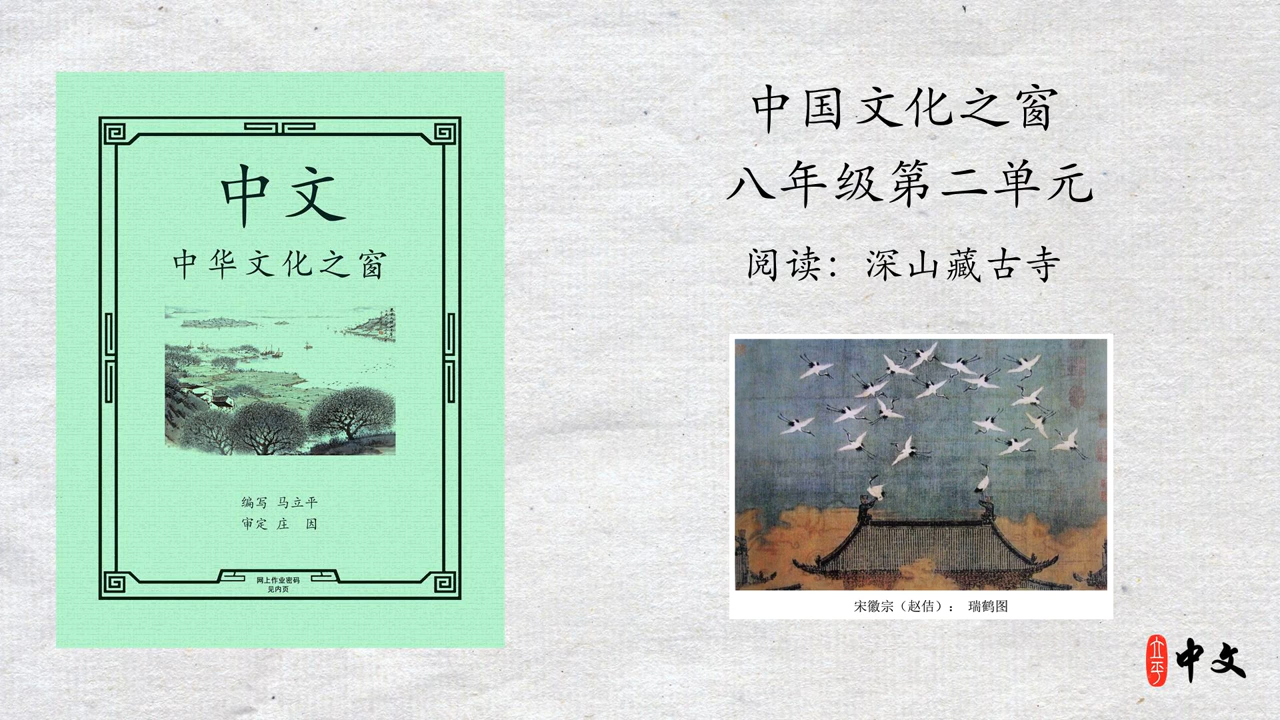 中文
中华文化之窗
编写 马立平
审定 庄 因
网上作业密码
见内页
中国文化之窗
八年级第二单元
阅读：深山藏古寺
宋徽宗（赵佶）： 瑞鹤图
立平
中文